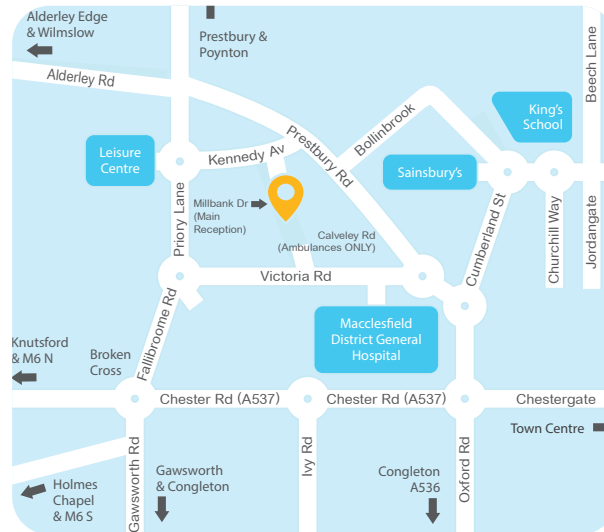 Alderley Edge
& Wilmslow
Prestbury &
Poynton
Alderley Rd
Beech Lane
King's
School
Bollinbrook
Prestbury Rd
Leisure
Centre
Kennedy Av
Sainsbury's
Millbank Dr
(Main
Reception)
Priory Lane
Calveley Rd
(Ambulances ONLY)
Cumberland St
Churchill Way
Jordangate
Victoria Rd
Fallibroome Rd
Macclesfield
District General
Hospital
Knutsford
& M6 N
Broken
Cross
Chester Rd (A537)
Chester Rd (A537)
Chestergate
Town Centre
Gawsworth Rd
Ivy Rd
Oxford Rd
Holmes
Chapel
& M6 S
Gawsworth
& Congleton
Congleton
A536